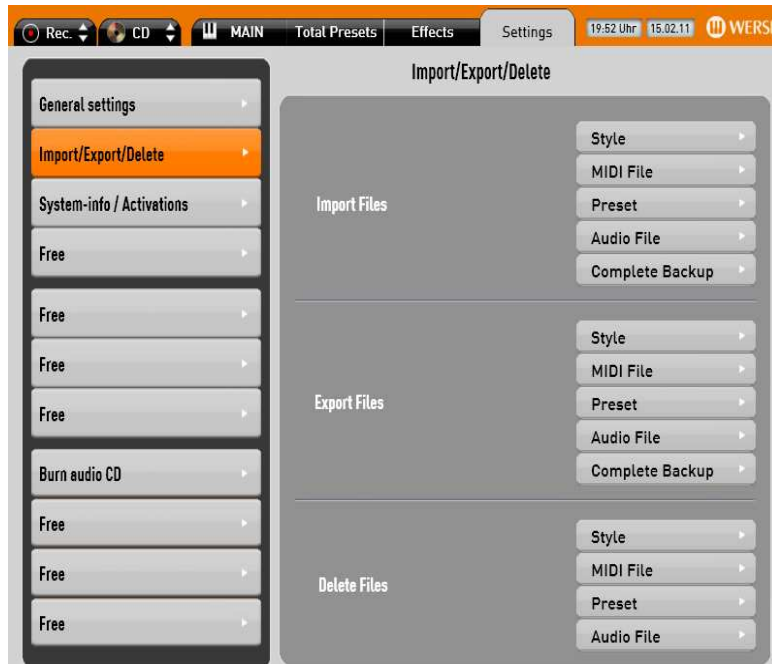 Rec. CD MAIN Total Presets Effects Settings 19:52 Uhr 15.02.11 WERSI
Import/Export/Delete
General settings
Import/Export/Delete
System-info / Activations
Free
Free
Free
Free
Burn audio CD
Free
Free
Free
Import Files
Style
MIDI File
Preset
Audio File
Complete Backup
Export Files
Style
MIDI File
Preset
Audio File
Complete Backup
Delete Files
Style
MIDI File
Preset
Audio File